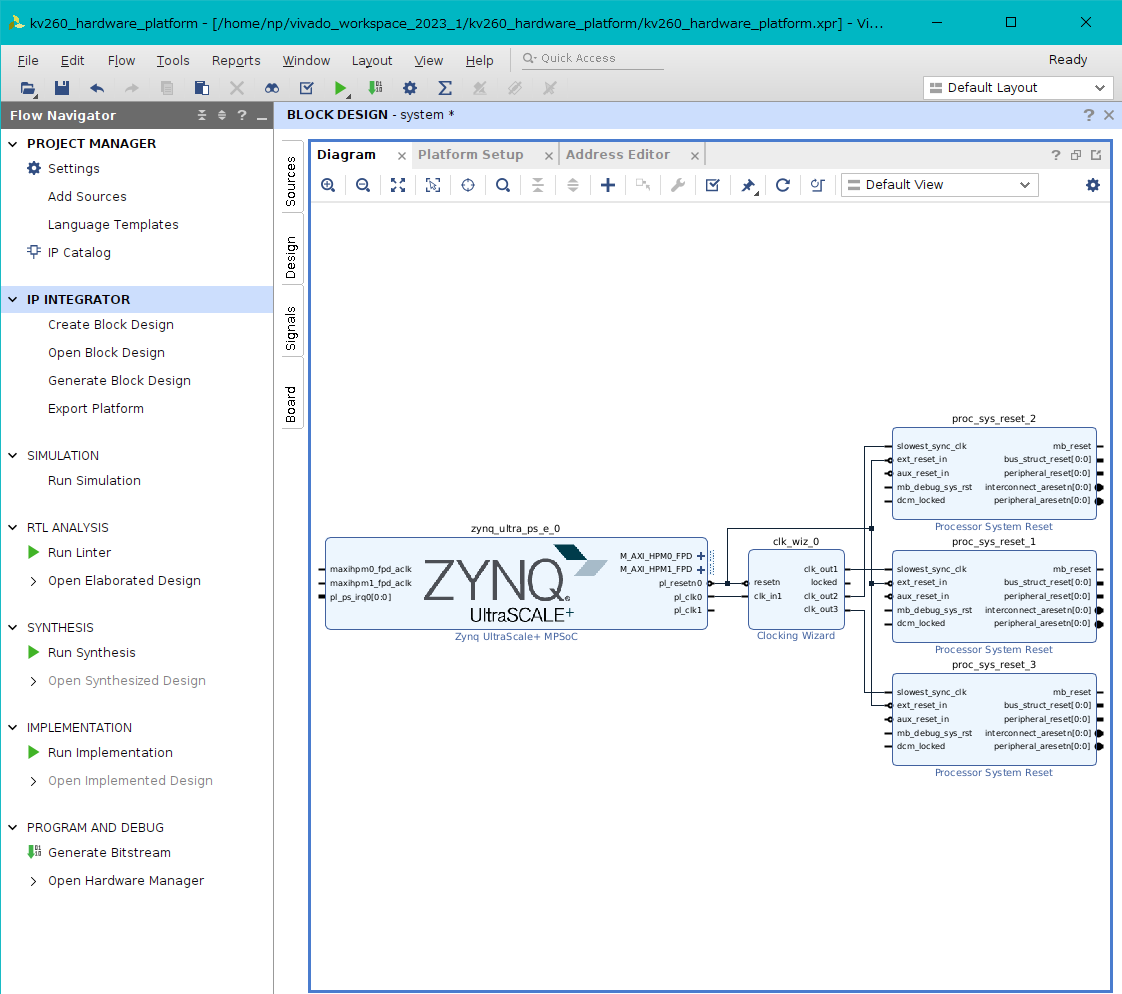 kv260_hardware_platform - [/home/np/vivado_workspace_2023_1/kv260_hardware_platform/kv260_hardware_platform.xpr] - Vi...
File Edit Flow Tools Reports Window Layout View Help Quick Access Ready
Default Layout
Flow Navigator
PROJECT MANAGER
Settings
Add Sources
Language Templates
IP Catalog
IP INTEGRATOR
Create Block Design
Open Block Design
Generate Block Design
Export Platform
SIMULATION
Run Simulation
RTL ANALYSIS
Run Linter
Open Elaborated Design
SYNTHESIS
Run Synthesis
Open Synthesized Design
IMPLEMENTATION
Run Implementation
Open Implemented Design
PROGRAM AND DEBUG
Generate Bitstream
Open Hardware Manager
BLOCK DESIGN - system *
Sources
Design
Signals
Board
Diagram Platform Setup Address Editor
Default View
zynq_ultra_ps_e_0
maxihpm0_fpd_aclk
maxihpm1_fpd_aclk
pl_ps_irq0[0:0]
ZYNQ
UltraSCALE+
M_AXI_HPM0_FPD
M_AXI_HPM1_FPD
pl_resetn0
pl_clk0
pl_clk1
Zynq UltraScale+ MPSoC
clk_wiz_0
resetn
clk_in1
clk_out1
locked
clk_out2
clk_out3
Clocking Wizard
proc_sys_reset_2
slowest_sync_clk mb_reset
ext_reset_in bus_struct_reset[0:0]
aux_reset_in peripheral_reset[0:0]
mb_debug_sys_rst interconnect_aresetn[0:0]
dcm_locked peripheral_aresetn[0:0]
Processor System Reset
proc_sys_reset_1
slowest_sync_clk mb_reset
ext_reset_in bus_struct_reset[0:0]
aux_reset_in peripheral_reset[0:0]
mb_debug_sys_rst interconnect_aresetn[0:0]
dcm_locked peripheral_aresetn[0:0]
Processor System Reset
proc_sys_reset_3
slowest_sync_clk mb_reset
ext_reset_in bus_struct_reset[0:0]
aux_reset_in peripheral_reset[0:0]
mb_debug_sys_rst interconnect_aresetn[0:0]
dcm_locked peripheral_aresetn[0:0]
Processor System Reset